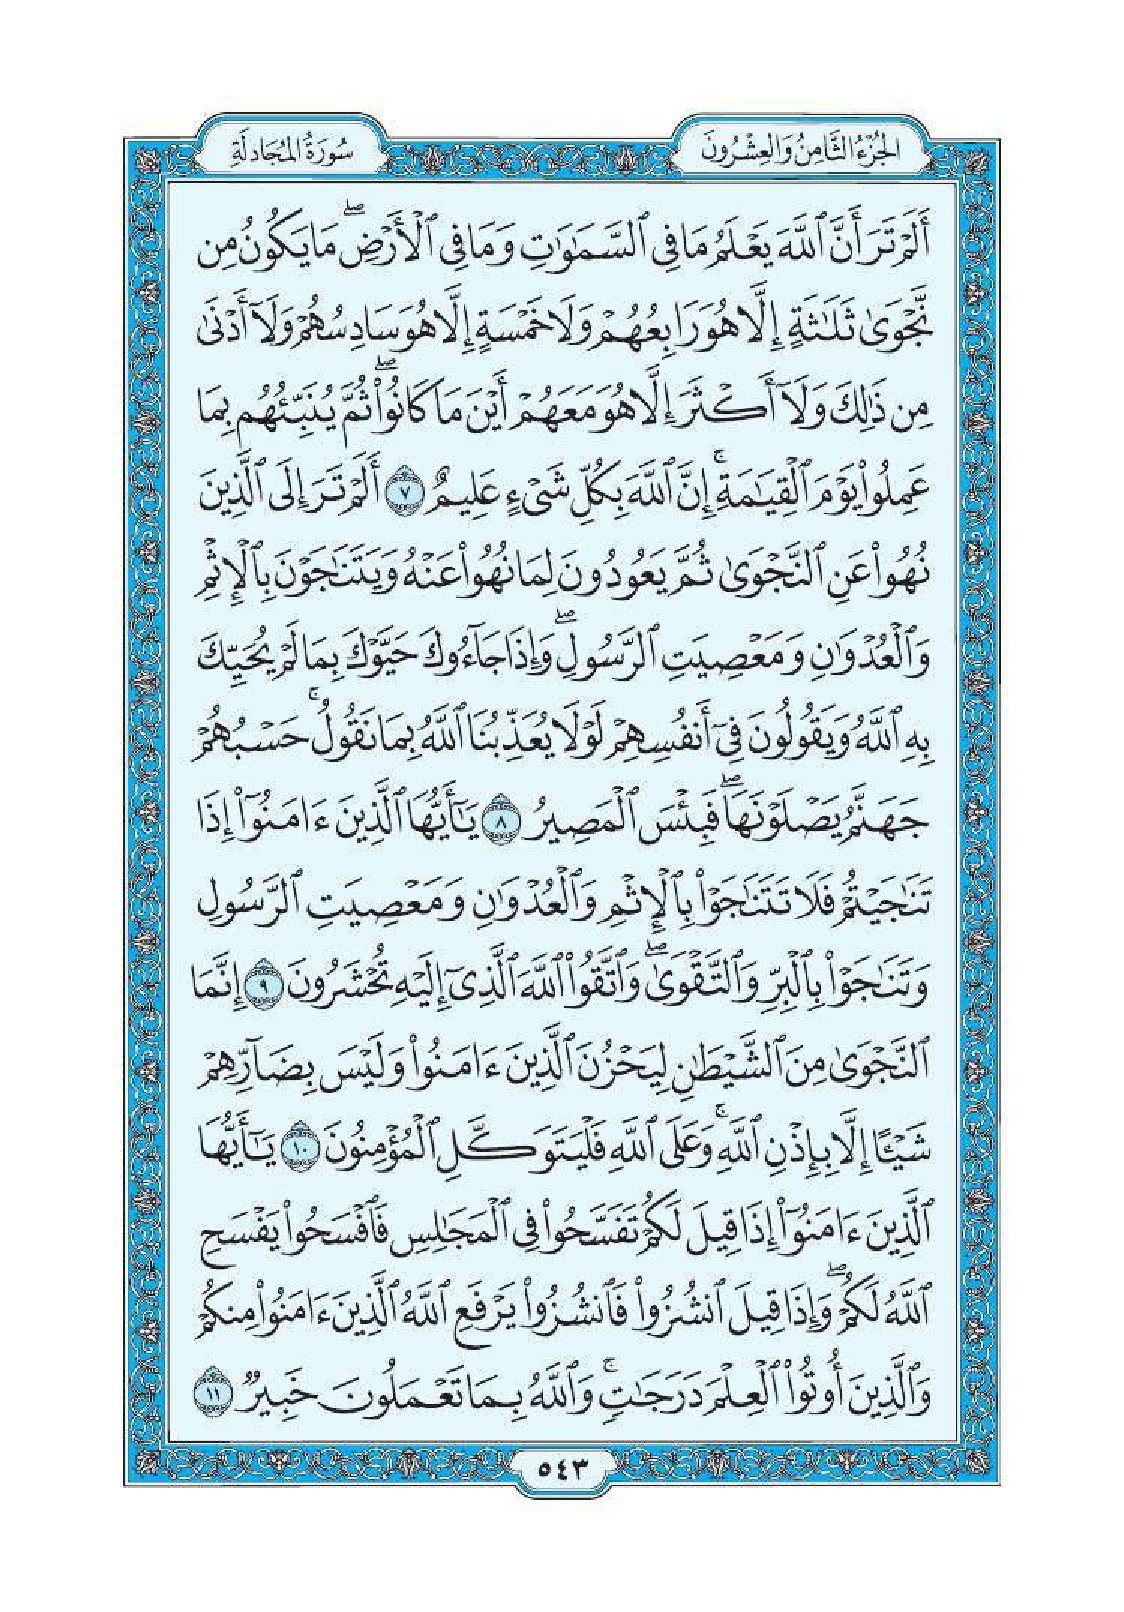 الجُزْءُ الثَّامِنُ وَالعِشْرُونَ
سُورَةُ المُجَادلَةِ
أَلَمْ تَرَ أَنَّ ٱللَّهَ يَعْلَمُ مَا فِى ٱلسَّمَٰوَٰتِ وَمَا فِى ٱلْأَرْضِۖ مَا يَكُونُ مِن
نَّجْوَىٰ ثَلَٰثَةٍ إِلَّا هُوَ رَابِعُهُمْ وَلَا خَمْسَةٍ إِلَّا هُوَ سَادِسُهُمْ وَلَآ أَدْنَىٰ
مِن ذَٰلِكَ وَلَآ أَكْثَرَ إِلَّا هُوَ مَعَهُمْ أَيْنَ مَا كَانُوا۟ۖ ثُمَّ يُنَبِّئُهُم بِمَا
عَمِلُوا۟ يَوْمَ ٱلْقِيَٰمَةِۚ إِنَّ ٱللَّهَ بِكُلِّ شَىْءٍ عَلِيمٌ ٧ أَلَمْ تَرَ إِلَى ٱلَّذِينَ
نُهُوا۟ عَنِ ٱلنَّجْوَىٰ ثُمَّ يَعُودُونَ لِمَا نُهُوا۟ عَنْهُ وَيَتَنَٰجَوْنَ بِٱلْإِثْمِ
وَٱلْعُدْوَٰنِ وَمَعْصِيَتِ ٱلرَّسُولِۖ وَإِذَا جَآءُوكَ حَيَّوْكَ بِمَا لَمْ يُحَيِّكَ
بِهِ ٱللَّهُ وَيَقُولُونَ فِىٓ أَنفُسِهِمْ لَوْلَا يُعَذِّبُنَا ٱللَّهُ بِمَا نَقُولُۚ حَسْبُهُمْ
جَهَنَّمُ يَصْلَوْنَهَاۖ فَبِئْسَ ٱلْمَصِيرُ ٨ يَٰٓأَيُّهَا ٱلَّذِينَ ءَامَنُوٓا۟ إِذَا
تَنَٰجَيْتُمْ فَلَا تَتَنَٰجَوْا۟ بِٱلْإِثْمِ وَٱلْعُدْوَٰنِ وَمَعْصِيَتِ ٱلرَّسُولِ
وَتَنَٰجَوْا۟ بِٱلْبِرِّ وَٱلتَّقْوَىٰۖ وَٱتَّقُوا۟ ٱللَّهَ ٱلَّذِىٓ إِلَيْهِ تُحْشَرُونَ ٩ إِنَّمَا
ٱلنَّجْوَىٰ مِنَ ٱلشَّيْطَٰنِ لِيَحْزُنَ ٱلَّذِينَ ءَامَنُوا۟ وَلَيْسَ بِضَآرِّهِمْ
شَيْـًٔا إِلَّا بِإِذْنِ ٱللَّهِۚ وَعَلَى ٱللَّهِ فَلْيَتَوَكَّلِ ٱلْمُؤْمِنُونَ ١٠ يَٰٓأَيُّهَا
ٱلَّذِينَ ءَامَنُوٓا۟ إِذَا قِيلَ لَكُمْ تَفَسَّحُوا۟ فِى ٱلْمَجَٰلِسِ فَٱفْسَحُوا۟ يَفْسَحِ
ٱللَّهُ لَكُمْۖ وَإِذَا قِيلَ ٱنشُزُوا۟ فَٱنشُزُوا۟ يَرْفَعِ ٱللَّهُ ٱلَّذِينَ ءَامَنُوا۟ مِنكُمْ
وَٱلَّذِينَ أُوتُوا۟ ٱلْعِلْمَ دَرَجَٰتٍۚ وَٱللَّهُ بِمَا تَعْمَلُونَ خَبِيرٌ ١١
٥٤٣